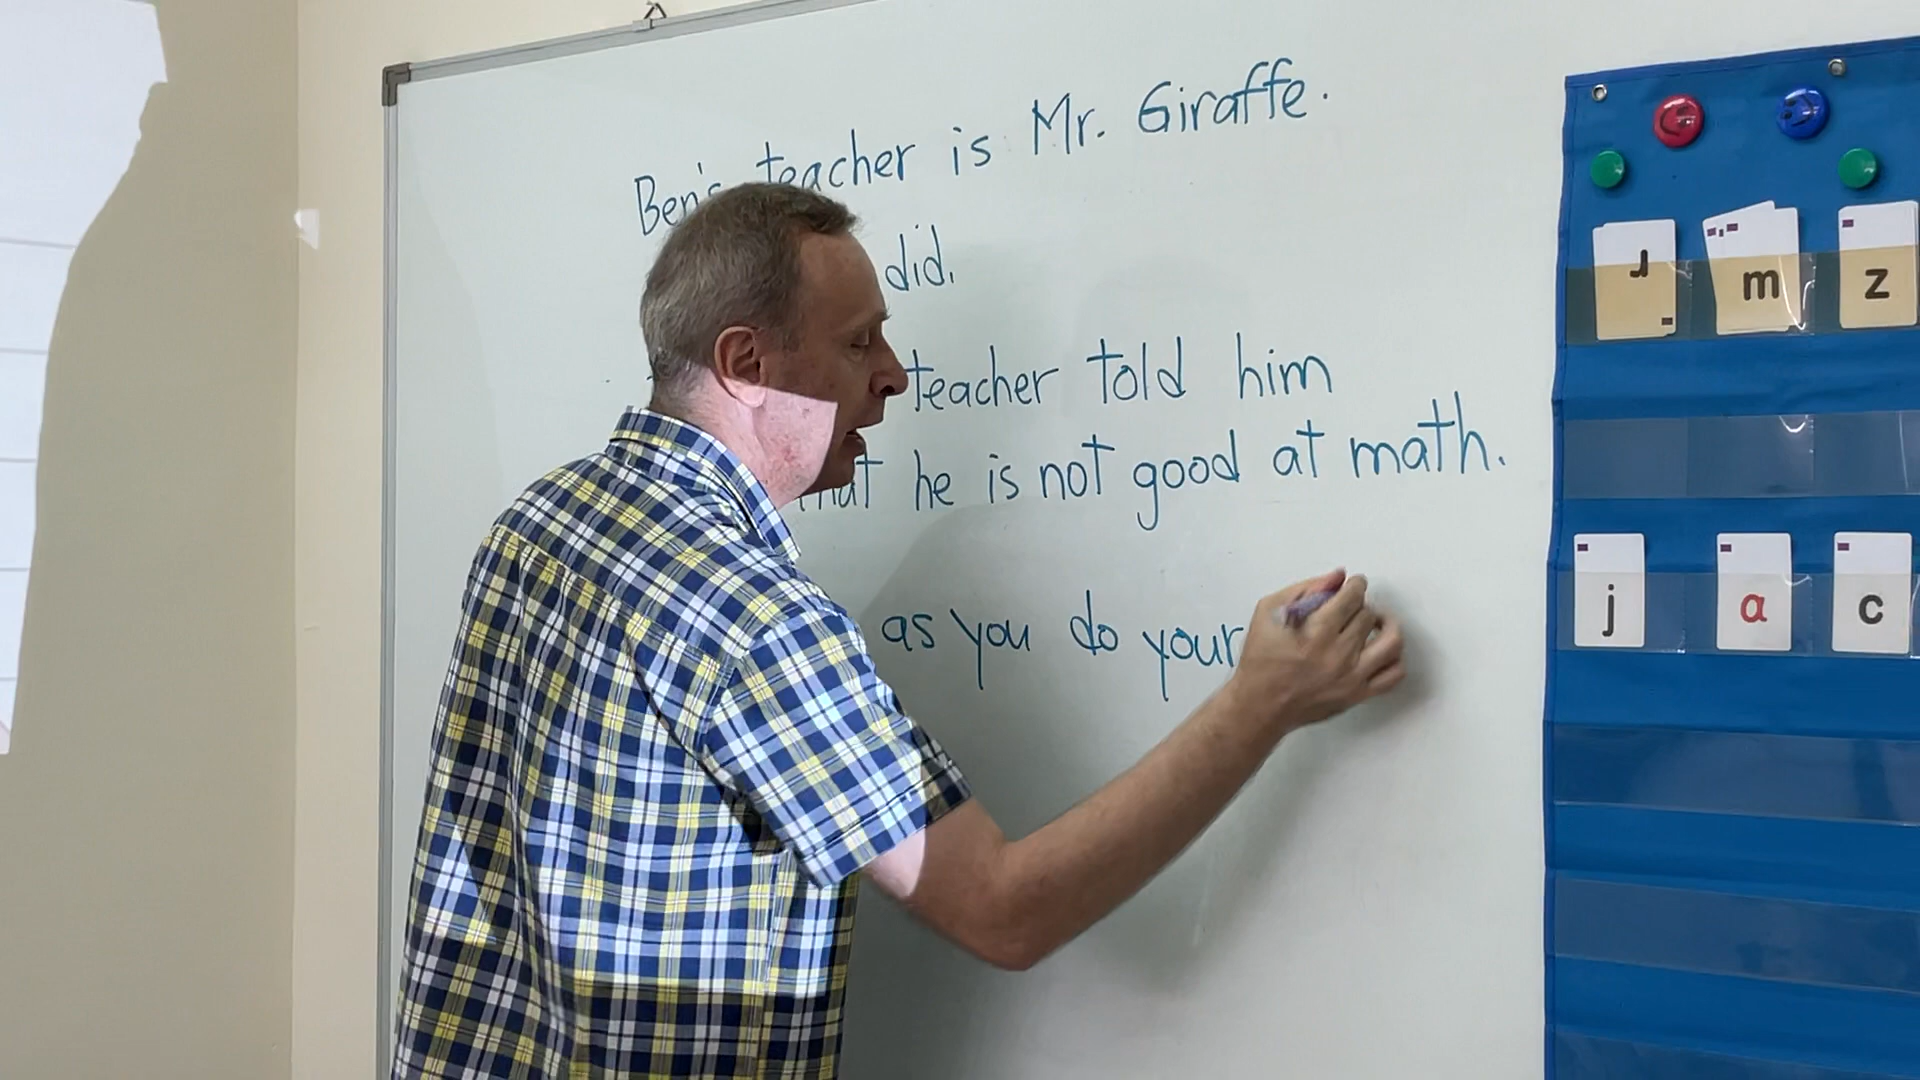 Ben's teacher is Mr. Giraffe.
did.
teacher told him
that he is not good at math.
as you do your
m
z
j
a
c